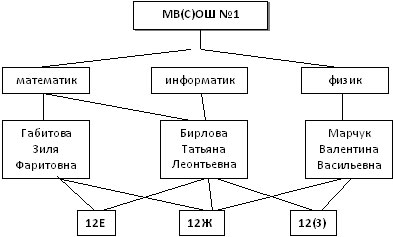 МВ(С)ОШ №1
математик
информатик
физик
Габитова
Зиля
Фаритовна
Бирлова
Татьяна
Леонтьевна
Марчук
Валентина
Васильевна
12Е
12Ж
12(З)